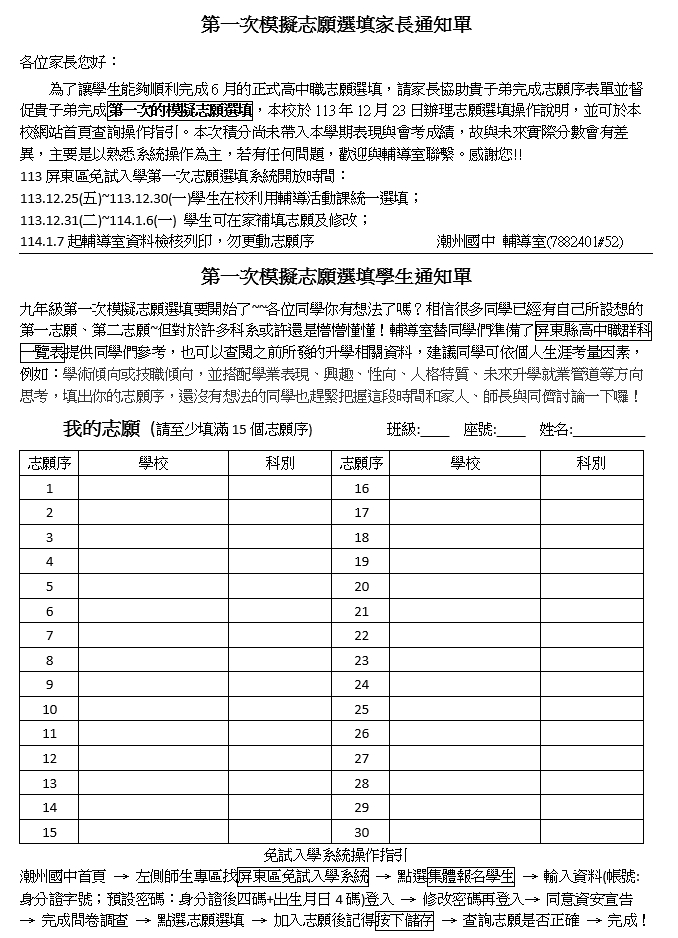 第一次模擬志願選填家長通知單
各位家長您好：
為了讓學生能夠順利完成6月的正式高中職志願選填，請家長協助貴子弟完成志願序表單並督
促貴子弟完成第一次的模擬志願選填，本校於113年12月23日辦理志願選填操作說明，並可於本
校網站首頁查詢操作指引。本次積分尚未帶入本學期表現與會考成績，故與未來實際分數會有差
異，主要是以熟悉系統操作為主，若有任何問題，歡迎與輔導室聯繫。感謝您!!
113屏東區免試入學第一次志願選填系統開放時間：
113.12.25(五)~113.12.30(一)學生在校利用輔導活動課統一選填；
113.12.31(二)~114.1.6(一) 學生可在家補填志願及修改；
114.1.7起輔導室資料檢核列印，勿更動志願序 潮州國中 輔導室(7882401#52)
第一次模擬志願選填學生通知單
九年級第一次模擬志願選填要開始了~~各位同學你有想法了嗎？相信很多同學已經有自己所設想的
第一志願、第二志願~但對於許多科系或許還是懵懵懂懂！輔導室替同學們準備了屏東縣高中職群科
一覽表提供同學們參考，也可以查閱之前所發的升學相關資料，建議同學可依個人生涯考量因素，
例如：學術傾向或技職傾向，並搭配學業表現、興趣、性向、人格特質、未來升學就業管道等方向
思考，填出你的志願序，還沒有想法的同學也趕緊把握這段時間和家人、師長與同儕討論一下囉！
我的志願（請至少填滿15個志願序) 班級:____ 座號:____ 姓名:__________
志願序 學校 科別 志願序 學校 科別
1 16
2 17
3 18
4 19
5 20
6 21
7 22
8 23
9 24
10 25
11 26
12 27
13 28
14 29
15 30
免試入學系統操作指引
潮州國中首頁 → 左側師生專區找屏東區免試入學系統 → 點選集體報名學生 → 輸入資料(帳號:
身分證字號；預設密碼：身分證後四碼+出生月日4碼)登入 → 修改密碼再登入→ 同意資安宣告
→ 完成問卷調查 → 點選志願選填 → 加入志願後記得按下儲存 → 查詢志願是否正確 → 完成！